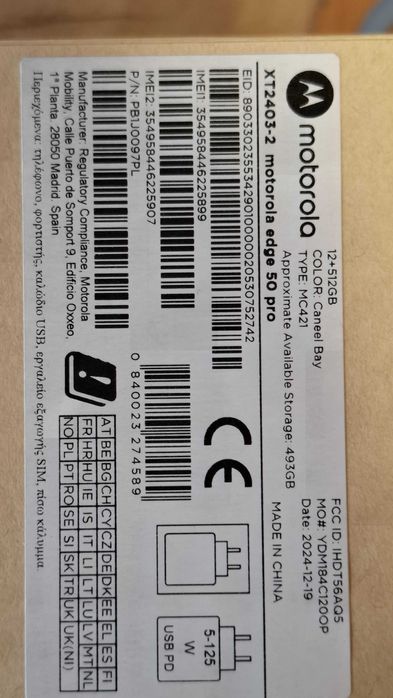 motorola
12+512GB
COLOR: Caneel Bay
TYPE: MC421
Approximate Available Storage: 493GB
FCC ID: IHDT56AQ5
MO#: YDM184C1200P
Date: 2024-12-19
XT2403-2 motorola edge 50 pro
MADE IN CHINA
EID: 89033023553429010000020530752742
IMEI1: 354958446225899
IMEI2: 354958446225907
P/N: PB1J0097PL
0 840023 274589
CE
5-125
W
USB PD
Manufacturer: Regulatory Compliance, Motorola
Mobility, Calle Puerto de Somport 9, Edificio Oxxeo,
1ª Planta 28050 Madrid Spain
AT BE BG CH CY CZ DE DK EE EL ES FI
FR HR HU IE IS IT LI LT LU LV MT NL
NO PL PT RO SE SI SK TR UK UK(NI)
Περιεχόμενα: τηλέφωνο, φορτιστής, καλώδιο USB, εργαλείο εξαγωγής SIM, πίσω κάλυμμα.